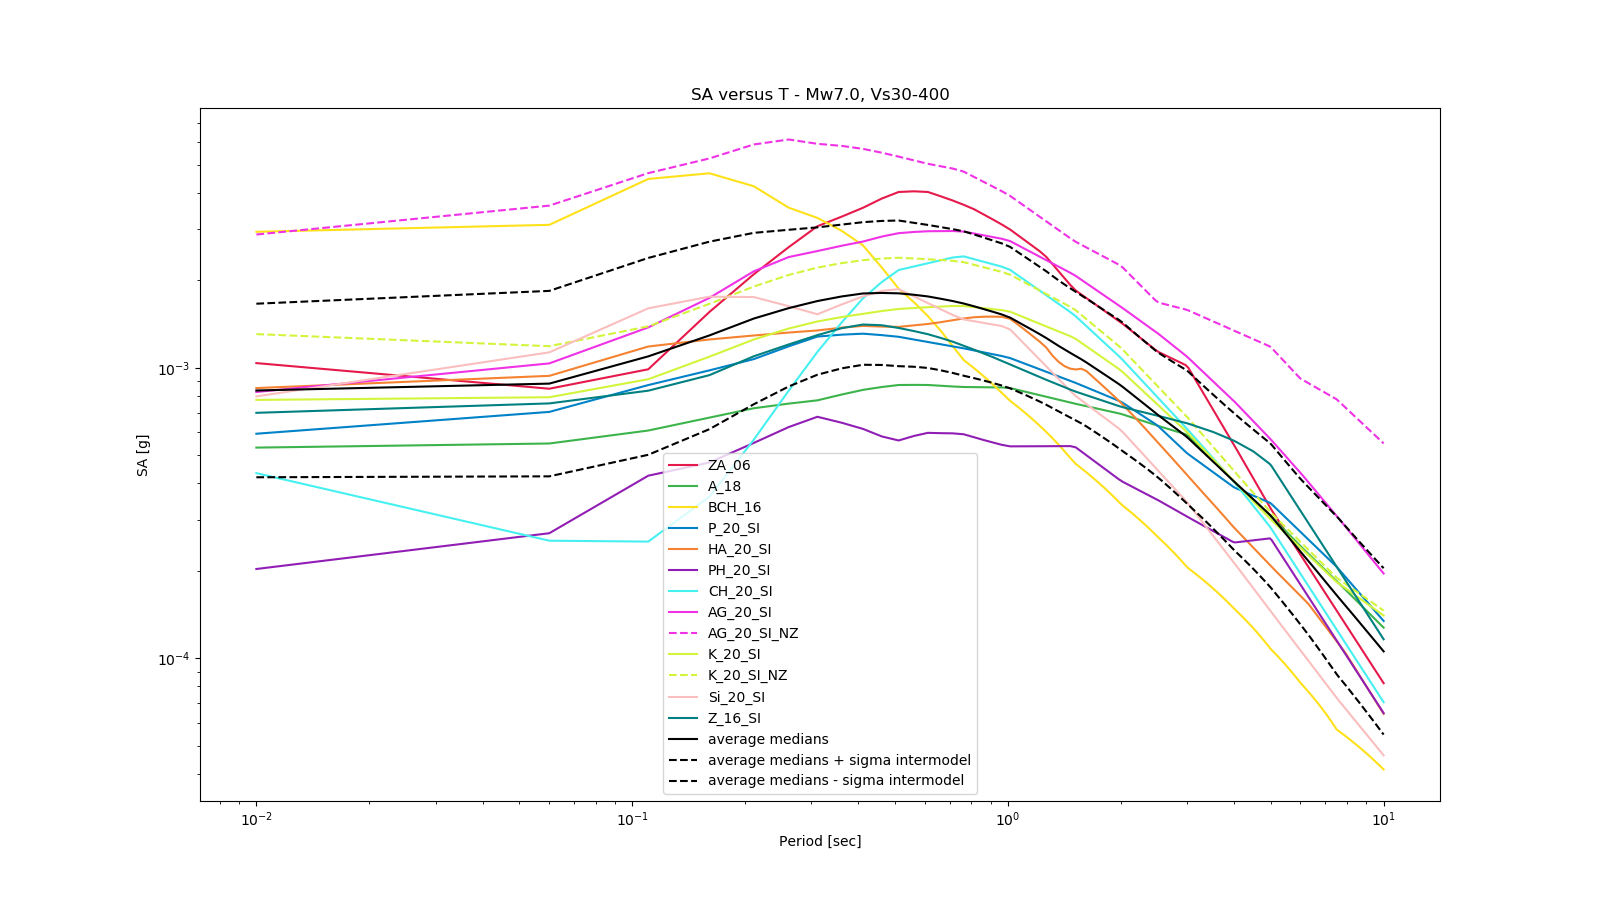 SA versus T - Mw7.0, Vs30-400
SA [g]
10⁻³
10⁻⁴
ZA_06
A_18
BCH_16
P_20_SI
HA_20_SI
PH_20_SI
CH_20_SI
AG_20_SI
AG_20_SI_NZ
K_20_SI
K_20_SI_NZ
Si_20_SI
Z_16_SI
average medians
average medians + sigma intermodel
average medians - sigma intermodel
10⁻² 10⁻¹ 10⁰ 10¹
Period [sec]